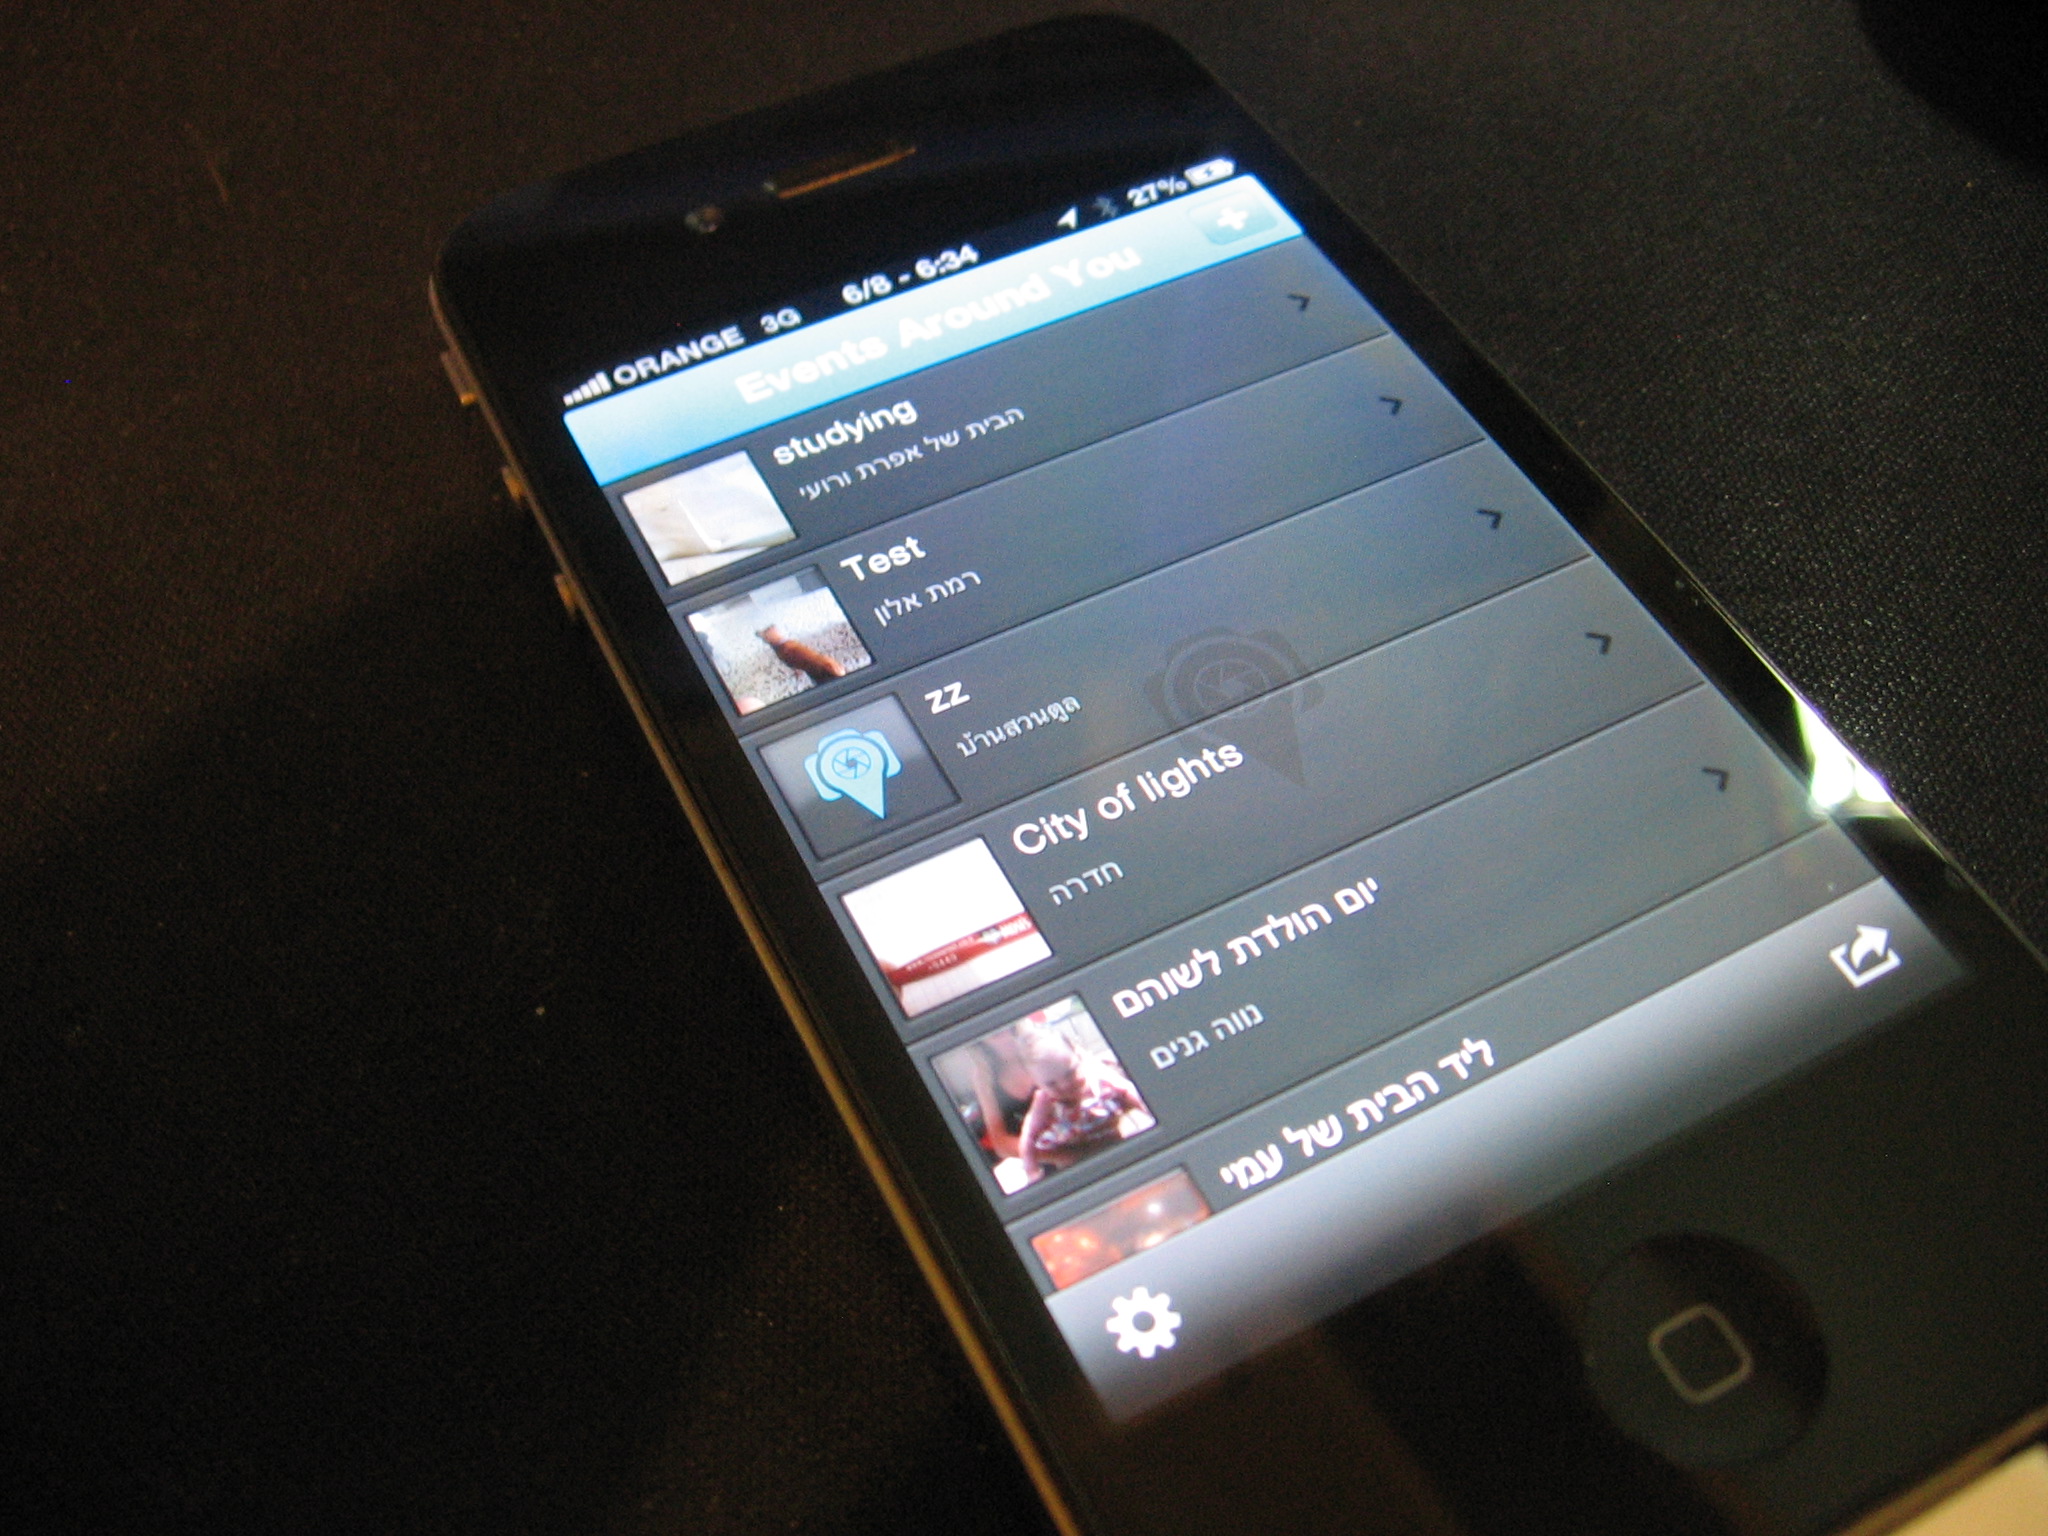 ORANGE 3G 6/8 - 6:34 27%
Events Around You
studying
הבית של אפרת ורועי
Test
רמת אלון
zz
บ้านสวนตูล
City of lights
חדרה
יום הולדת לשוהם
נווה גנים
ליד הבית של עמי